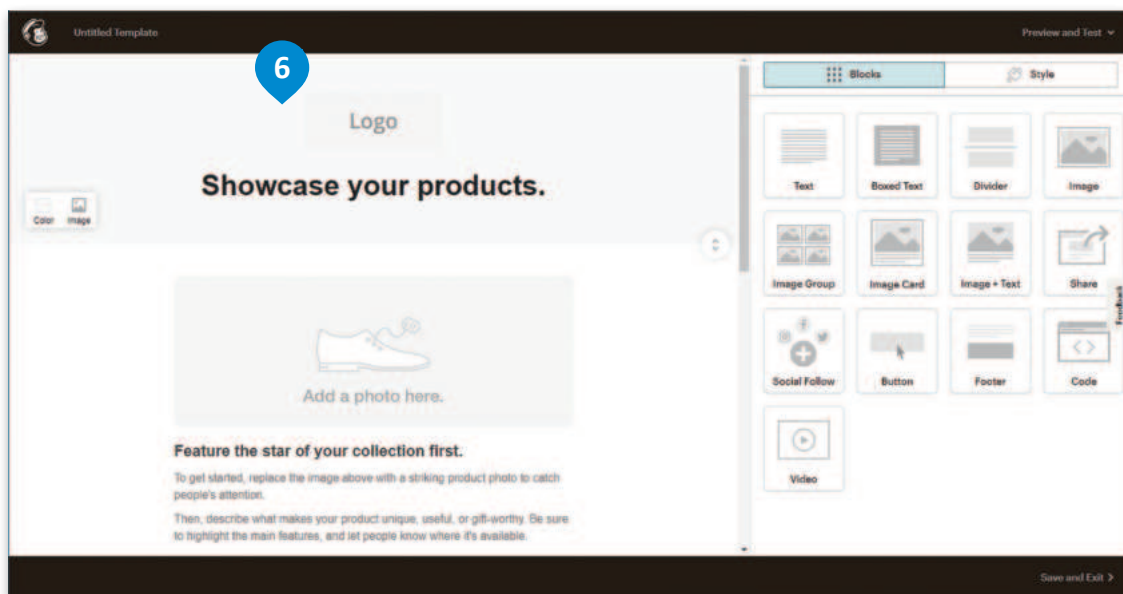 Untitled Template
Preview and Test
6
Logo
Showcase your products.
Color Image
Add a photo here.
Feature the star of your collection first.
To get started, replace the image above with a striking product photo to catch
people's attention.
Then, describe what makes your product unique, useful, or gift-worthy. Be sure
to highlight the main features, and let people know where it's available.
Blocks Style
Text Boxed Text Divider Image
Image Group Image Card Image + Text Share
Social Follow Button Footer Code
Video
Feedback
Save and Exit